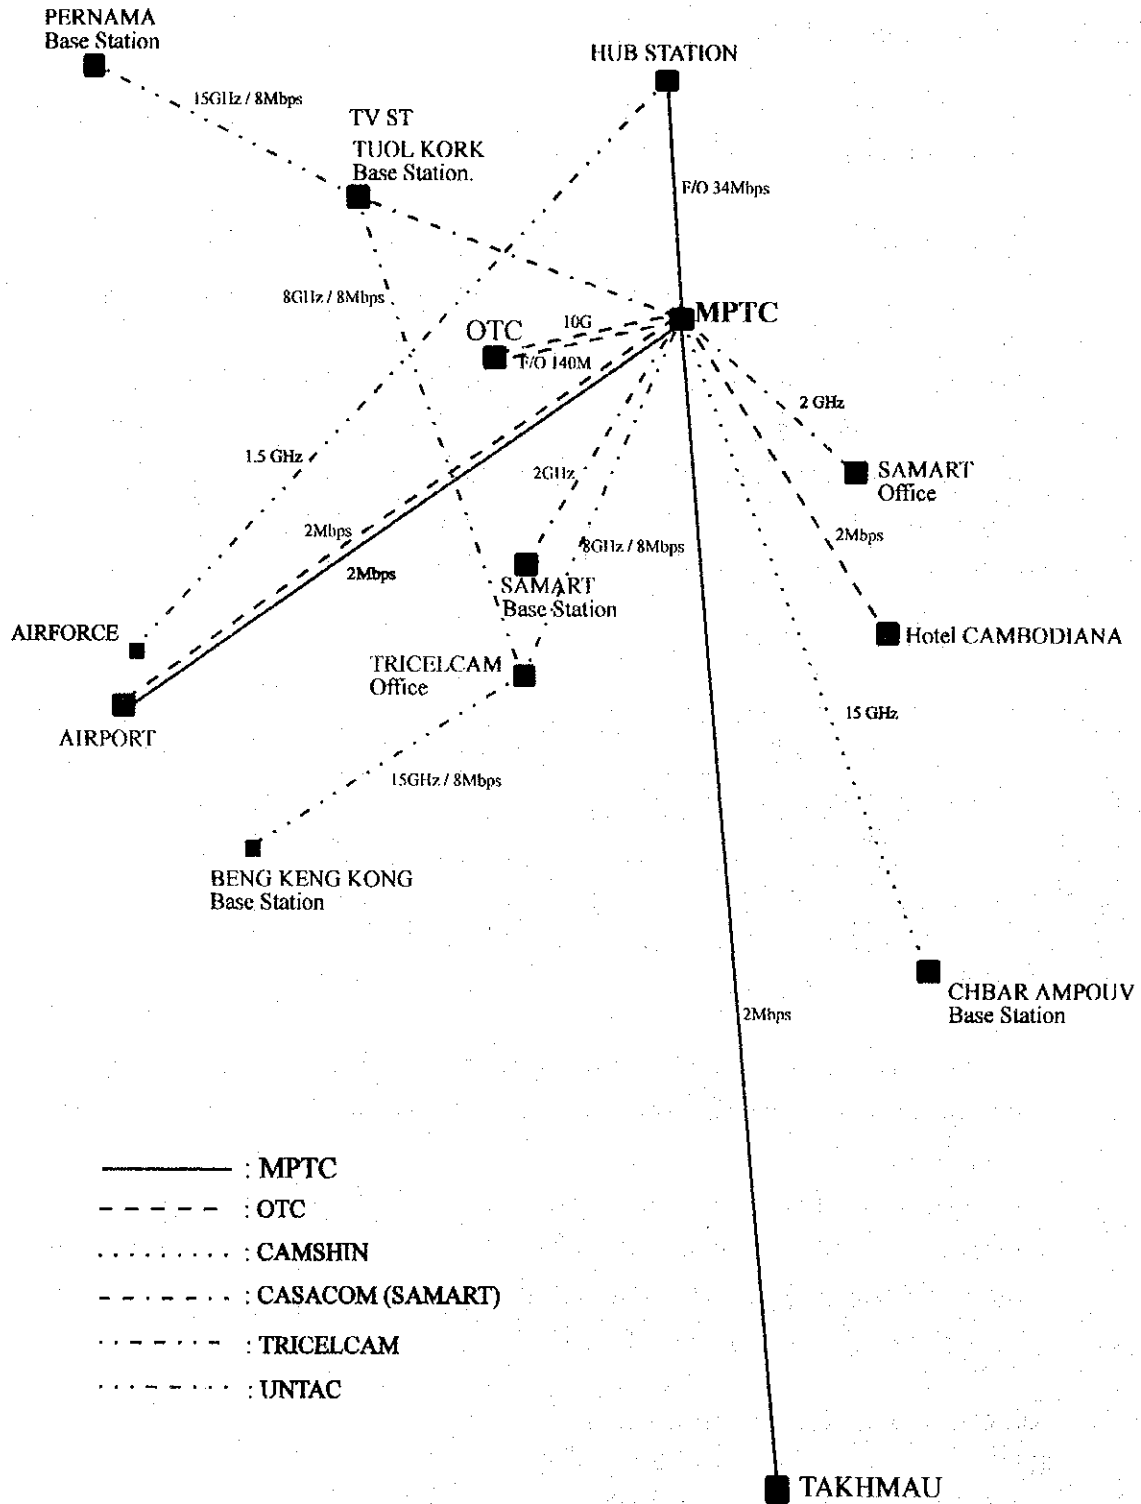 PERNAMA
Base Station
HUB STATION
15GHz / 8Mbps
TV ST
TUOL KORK
Base Station.
F/O 34Mbps
8GHz / 8Mbps
MPTC
10G
OTC
F/O 140M
2 GHz
1.5 GHz
2GHz
SAMART
Office
2Mbps
2Mbps
8GHz / 8Mbps
2Mbps
SAMART
Base Station
AIRFORCE
Hotel CAMBODIANA
TRICELCAM
Office
15 GHz
AIRPORT
15GHz / 8Mbps
BENG KENG KONG
Base Station
CHBAR AMPOUV
Base Station
2Mbps
: MPTC
: OTC
: CAMSHIN
: CASACOM (SAMART)
: TRICELCAM
: UNTAC
TAKHMAU